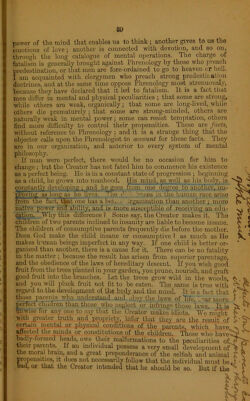 50
power of the mind that enables us to think; another gives to us the
emotions of love; another is connected with devotion, and so on,
through the long catalogue of mental operations. The charge of
fatalism is generally brought against Phrenology by those who preach
predestination, or that men are fore-ordained to go to heaven or hell.
I am acquainted with clergymen who preach strong predestination
doctrines, and at the same time oppose Phrenology most strenuously,
because they have declared that it led to fatalism. It is a fact that
men differ in mental and physical peculiarities; that some are strong,
while others are weak, organically; that some are long-lived, while
others die prematurely; that some are strong-minded, others are
naturally weak in mental power; some can resist temptation, others
find more difficulty to control their propensities. These are facts,
without reference to Phrenology; and it is a strange thing that the
objector calls upon the Phrenologist to account for these facts. They
are in our organization, and anterior to every system of mental
philosophy.
If man were perfect, there would be no occasion for him to
change; but the Creator has not fated him to commence his existence
as a perfect being. He is in a constant state of progression; beginning
as a child, he grows into manhood. His mind, as well as his body, is
constantly developing; and he goes from one degree to another, im-
proving as long as he lives. in the human race arise
from the fact, that one has a organization than another; more
native power and ability, and is more susceptible of receiving an edu-
cation. Why this difference? Some say, the Creator makes it. The
children of two parents inclined to insanity are liable to become insane.
The children of consumptive parents frequently die before the mother.
Does God make the child insane or consumptive? as much as He
makes human beings imperfect in any way. If one child is better or-
ganized than another, there is a cause for it. There can be no fatality
in the matter; because the result has arisen from superior parentage,
and the obedience of the laws of hereditary descent. If you wish good
fruit from the trees planted in your garden, you prune, nourish, and graft
good fruit into the branches. Let the trees grow wild in the woods,
and you will pluck fruit not fit to be eaten. The same is true with
regard to the development of the body and the mind. It is a fact that
those parents who understand and obey the laws of life, rear more
perfect children than those who neglect or infringe those laws. It is
unwise for any one to say that the Creator makes idiots. We might
with greater truth and propriety, infer that they are the result of
certain mental or physical conditions of the parents, which have
affected the minds or constitutions of the children. Those who have
badly-formed heads, owe their malformations to the peculiarities of
their parents. If an individual possess a very small development of
the moral brain, and a great preponderance of the selfish and animal
propensities, it does not necessarily follow that the individual must be
bad, or that the Creator intended that he should be so. But if the